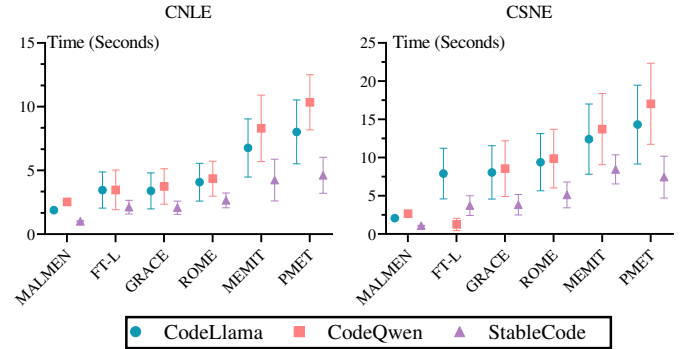 CNLE
CSNE
Time (Seconds)
15
10
5
0
MALMEN
FT-L
GRACE
ROME
MEMIT
PMET
Time (Seconds)
25
20
15
10
5
0
MALMEN
FT-L
GRACE
ROME
MEMIT
PMET
CodeLlama CodeQwen StableCode